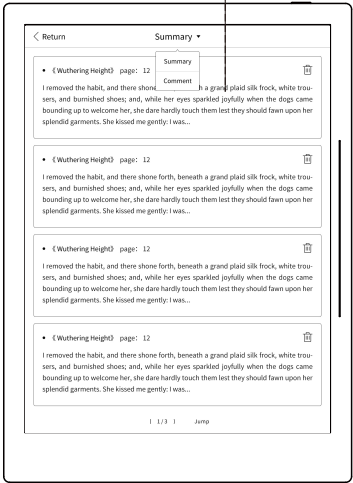 Return
Summary
Summary
Comment
• 《 Wuthering Height》 page: 12
I removed the habit, and there shone h a grand plaid silk frock, white trou-
sers, and burnished shoes; and, while her eyes sparkled joyfully when the dogs came
bounding up to welcome her, she dare hardly touch them lest they should fawn upon her
splendid garments. She kissed me gently: I was...
• 《 Wuthering Height》 page: 12
I removed the habit, and there shone forth, beneath a grand plaid silk frock, white trou-
sers, and burnished shoes; and, while her eyes sparkled joyfully when the dogs came
bounding up to welcome her, she dare hardly touch them lest they should fawn upon her
splendid garments. She kissed me gently: I was...
• 《 Wuthering Height》 page: 12
I removed the habit, and there shone forth, beneath a grand plaid silk frock, white trou-
sers, and burnished shoes; and, while her eyes sparkled joyfully when the dogs came
bounding up to welcome her, she dare hardly touch them lest they should fawn upon her
splendid garments. She kissed me gently: I was...
• 《 Wuthering Height》 page: 12
I removed the habit, and there shone forth, beneath a grand plaid silk frock, white trou-
sers, and burnished shoes; and, while her eyes sparkled joyfully when the dogs came
bounding up to welcome her, she dare hardly touch them lest they should fawn upon her
splendid garments. She kissed me gently: I was...
| 1/3 | Jump